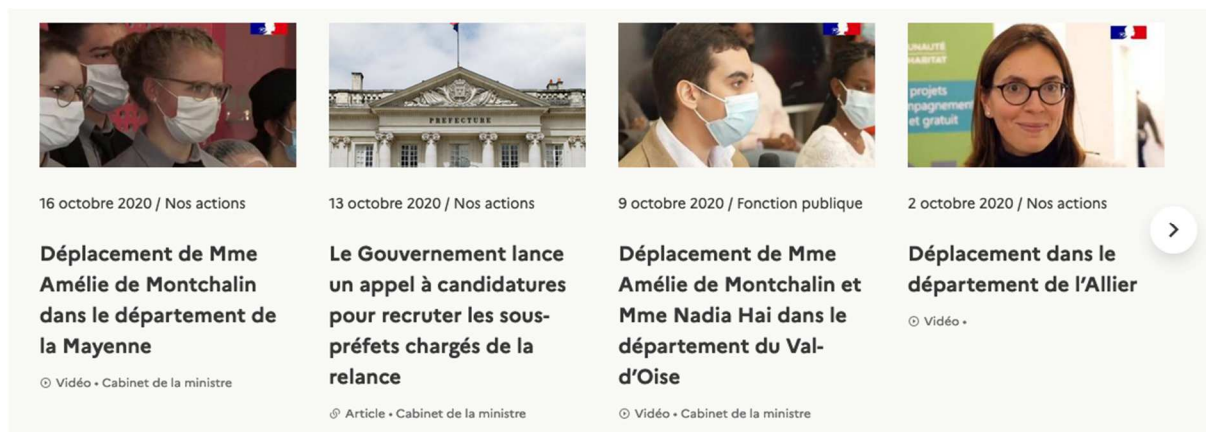 UNAUTÉ
HABITAT
projets
npagnement
et gratuit
PREFECTURE
16 octobre 2020 / Nos actions
Déplacement de Mme
Amélie de Montchalin
dans le département de
la Mayenne
Vidéo • Cabinet de la ministre
13 octobre 2020 / Nos actions
Le Gouvernement lance
un appel à candidatures
pour recruter les sous-
préfets chargés de la
relance
Article • Cabinet de la ministre
9 octobre 2020 / Fonction publique
Déplacement de Mme
Amélie de Montchalin et
Mme Nadia Hai dans le
département du Val-
d’Oise
Vidéo • Cabinet de la ministre
2 octobre 2020 / Nos actions
Déplacement dans le
département de l’Allier
Vidéo •